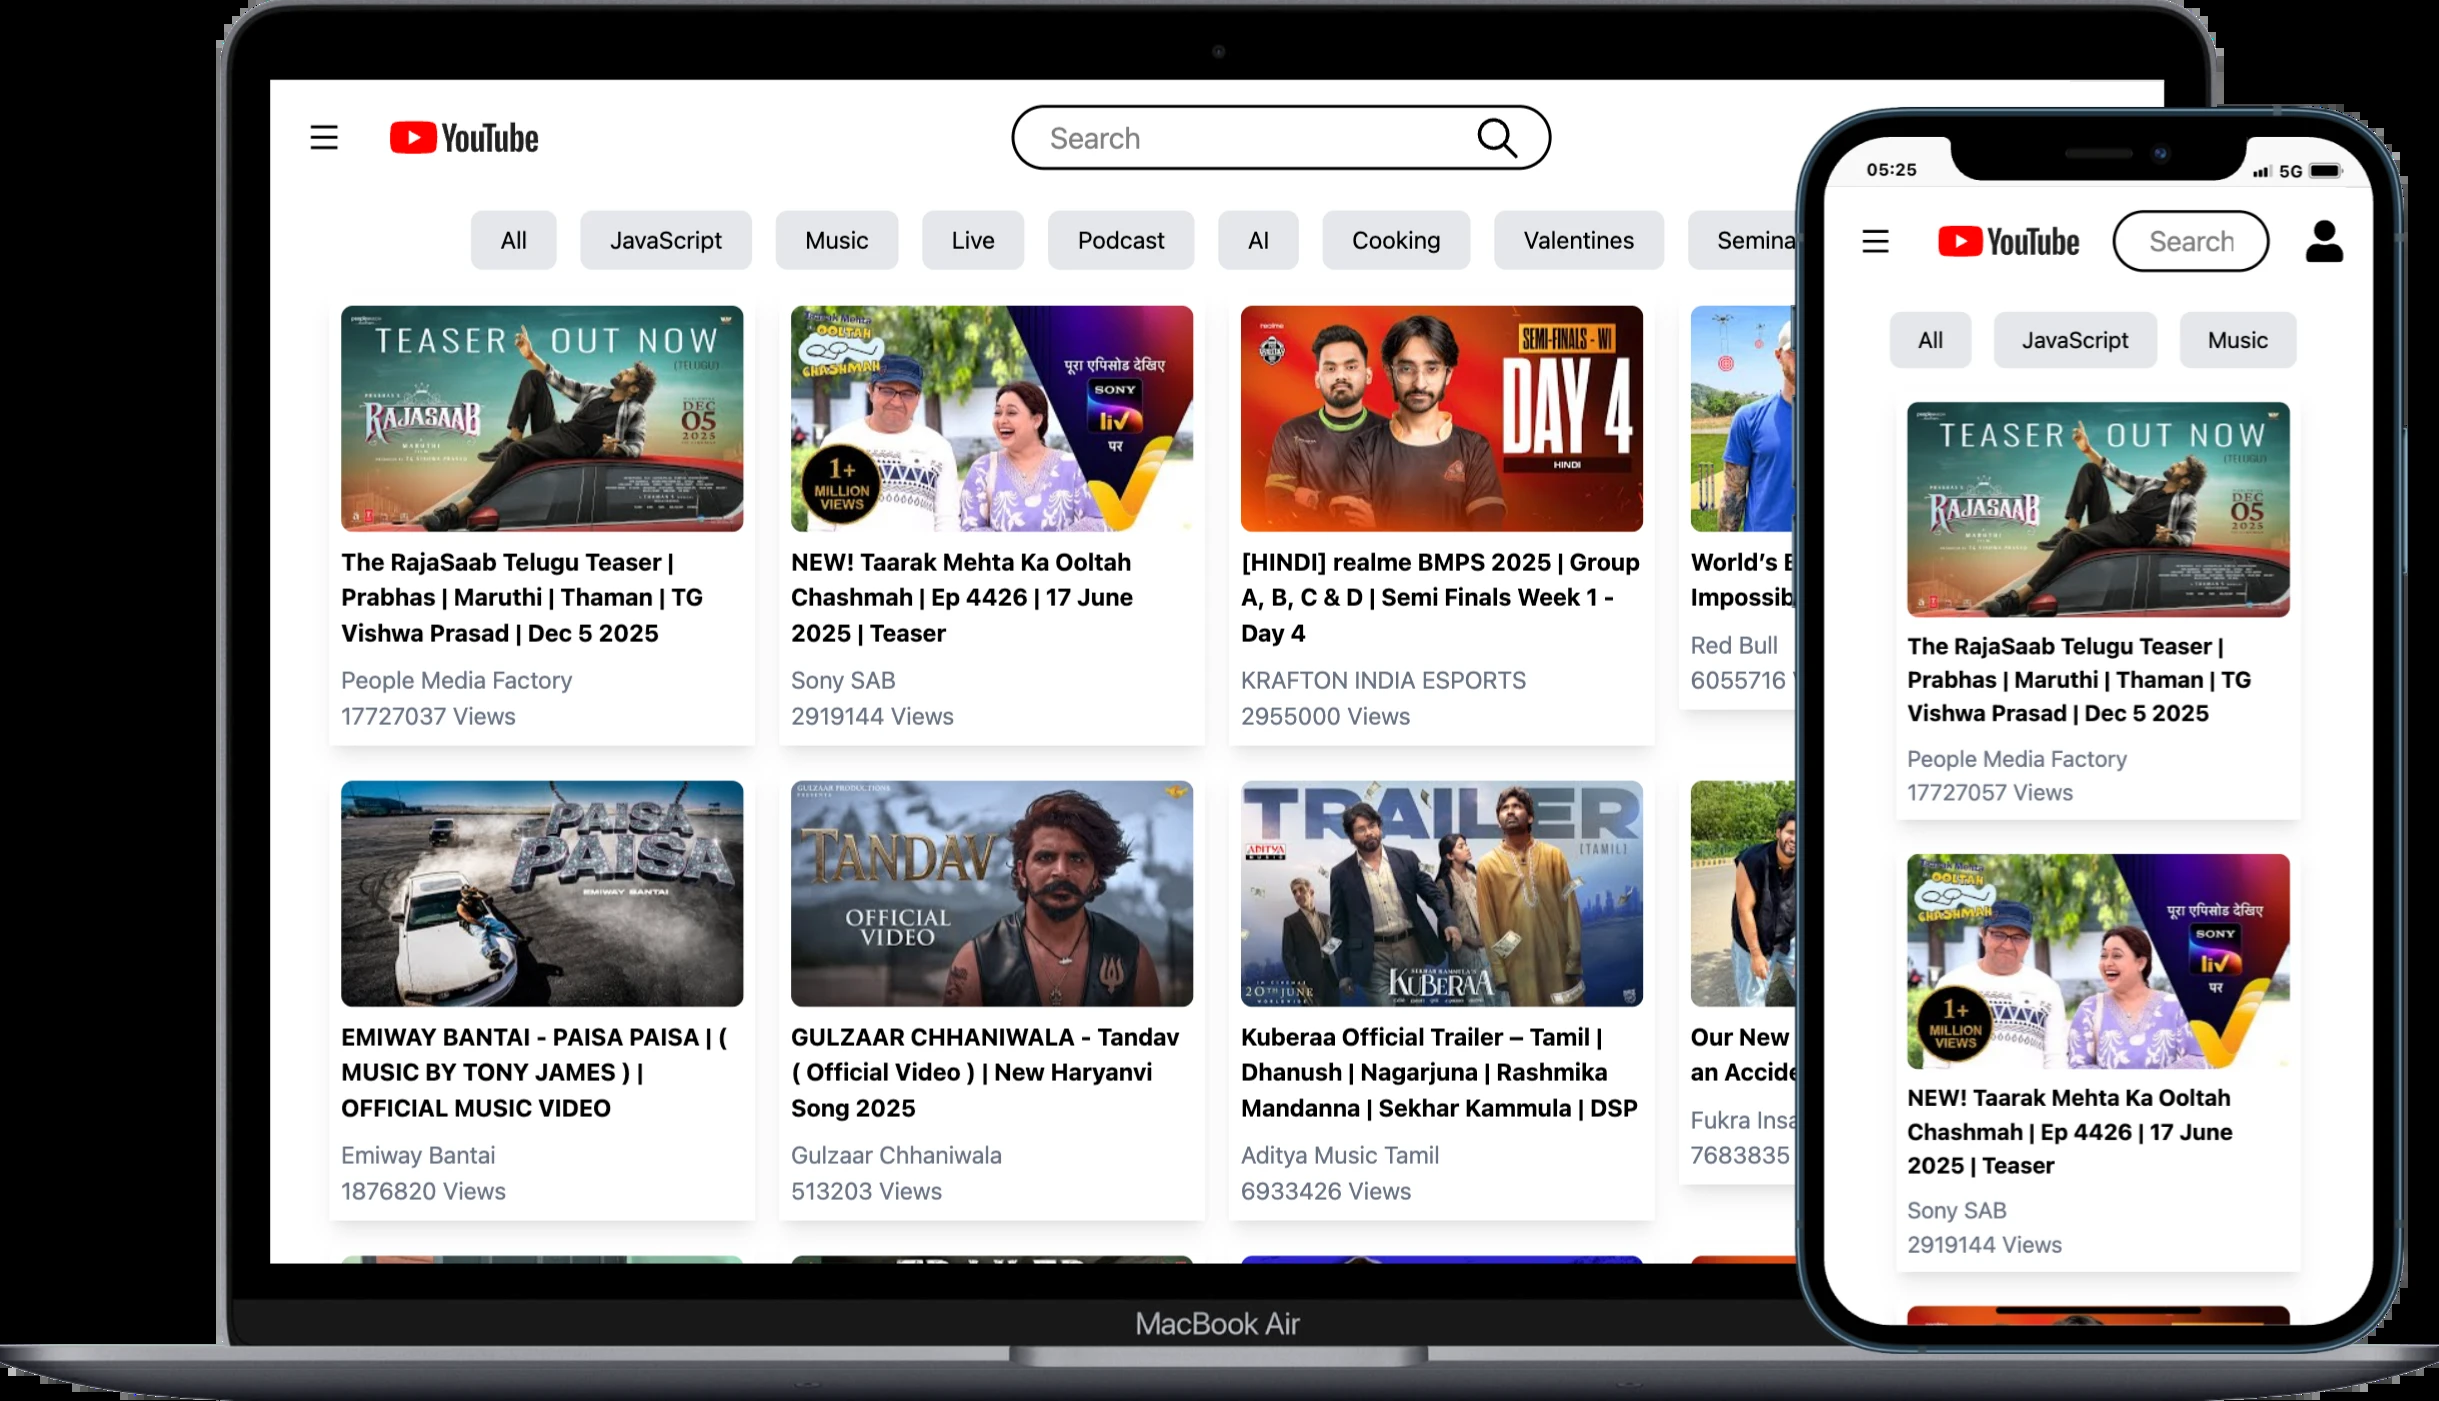 YouTube
Search
All
JavaScript
Music
Live
Podcast
AI
Cooking
Valentines
Semina
TEASER OUT NOW
(TELUGU)
RAJASAAB
MARUTHI
DEC
05
2025
Taarak Mehta
OOLTAH
CHASHMAH
1+
MILLION
VIEWS
पूरा एपिसोड देखिए
SONY
liv
पर
realme
SEMI-FINALS - W1
DAY 4
HINDI
The RajaSaab Telugu Teaser |
Prabhas | Maruthi | Thaman | TG
Vishwa Prasad | Dec 5 2025
People Media Factory
17727037 Views
NEW! Taarak Mehta Ka Ooltah
Chashmah | Ep 4426 | 17 June
2025 | Teaser
Sony SAB
2919144 Views
[HINDI] realme BMPS 2025 | Group
A, B, C & D | Semi Finals Week 1 -
Day 4
KRAFTON INDIA ESPORTS
2955000 Views
World's
Impossib
Red Bull
6055716
PAISA
PAISA
EMIWAY BANTAI
GULZAAR PRODUCTIONS
PRESENTS
TANDAV
OFFICIAL
VIDEO
TRAILER
[TAMIL]
ADITYA
MUSIC
20TH JUNE
KUBERAA
EMIWAY BANTAI - PAISA PAISA | (
MUSIC BY TONY JAMES ) |
OFFICIAL MUSIC VIDEO
Emiway Bantai
1876820 Views
GULZAAR CHHANIWALA - Tandav
( Official Video ) | New Haryanvi
Song 2025
Gulzaar Chhaniwala
513203 Views
Kuberaa Official Trailer – Tamil |
Dhanush | Nagarjuna | Rashmika
Mandanna | Sekhar Kammula | DSP
Aditya Music Tamil
6933426 Views
Our New
an Accide
Fukra Insa
7683835
MacBook Air
05:25
5G
YouTube
Search
All
JavaScript
Music
TEASER OUT NOW
(TELUGU)
RAJASAAB
DEC
05
2025
The RajaSaab Telugu Teaser |
Prabhas | Maruthi | Thaman | TG
Vishwa Prasad | Dec 5 2025
People Media Factory
17727057 Views
OOLTAH
CHASHMAH
1+
MILLION
VIEWS
पूरा एपिसोड देखिए
SONY
liv
पर
NEW! Taarak Mehta Ka Ooltah
Chashmah | Ep 4426 | 17 June
2025 | Teaser
Sony SAB
2919144 Views